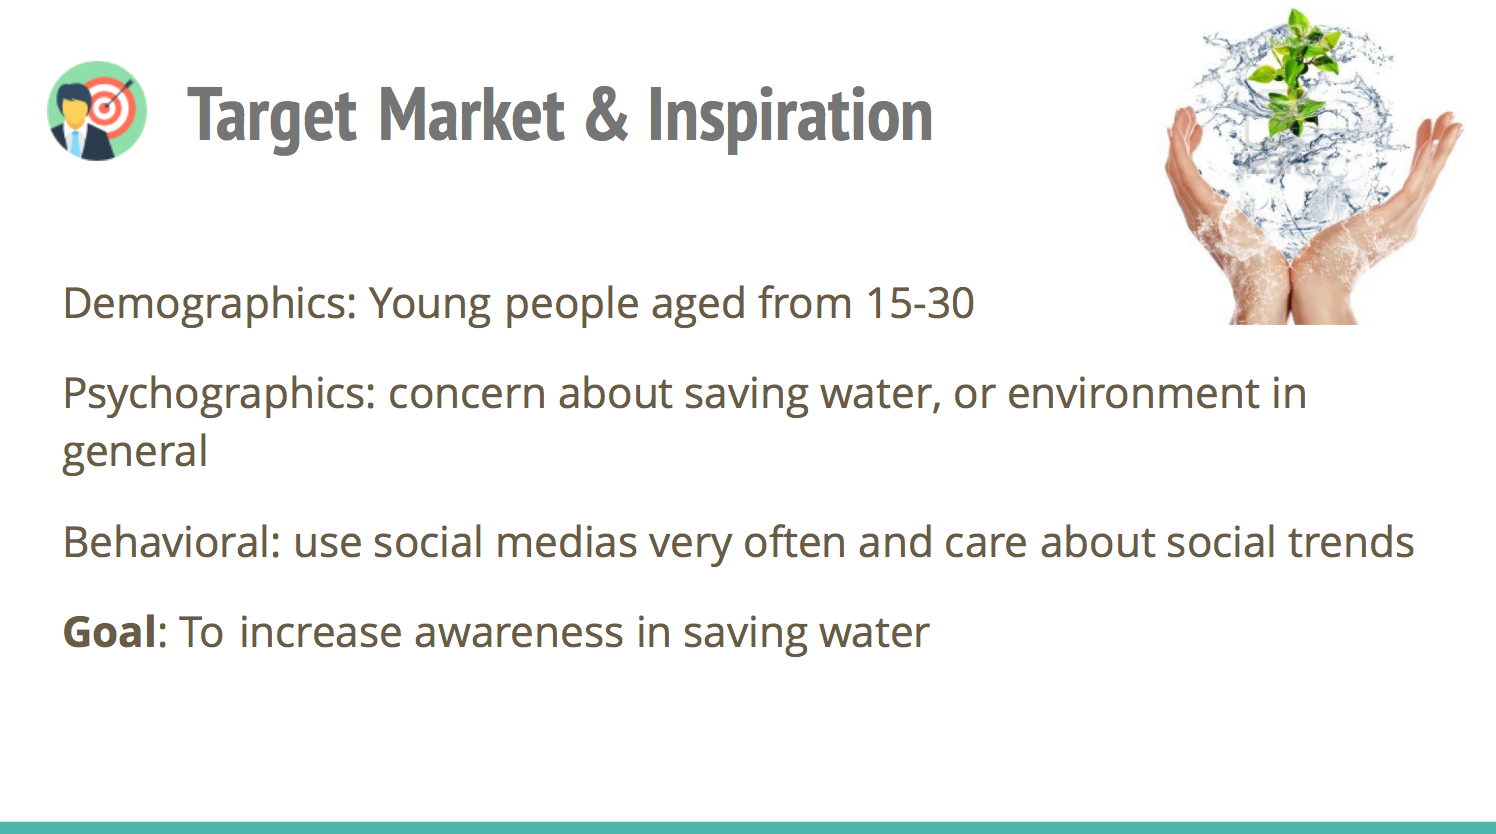 Target Market & Inspiration
Demographics: Young people aged from 15-30
Psychographics: concern about saving water, or environment in
general
Behavioral: use social medias very often and care about social trends
Goal: To increase awareness in saving water